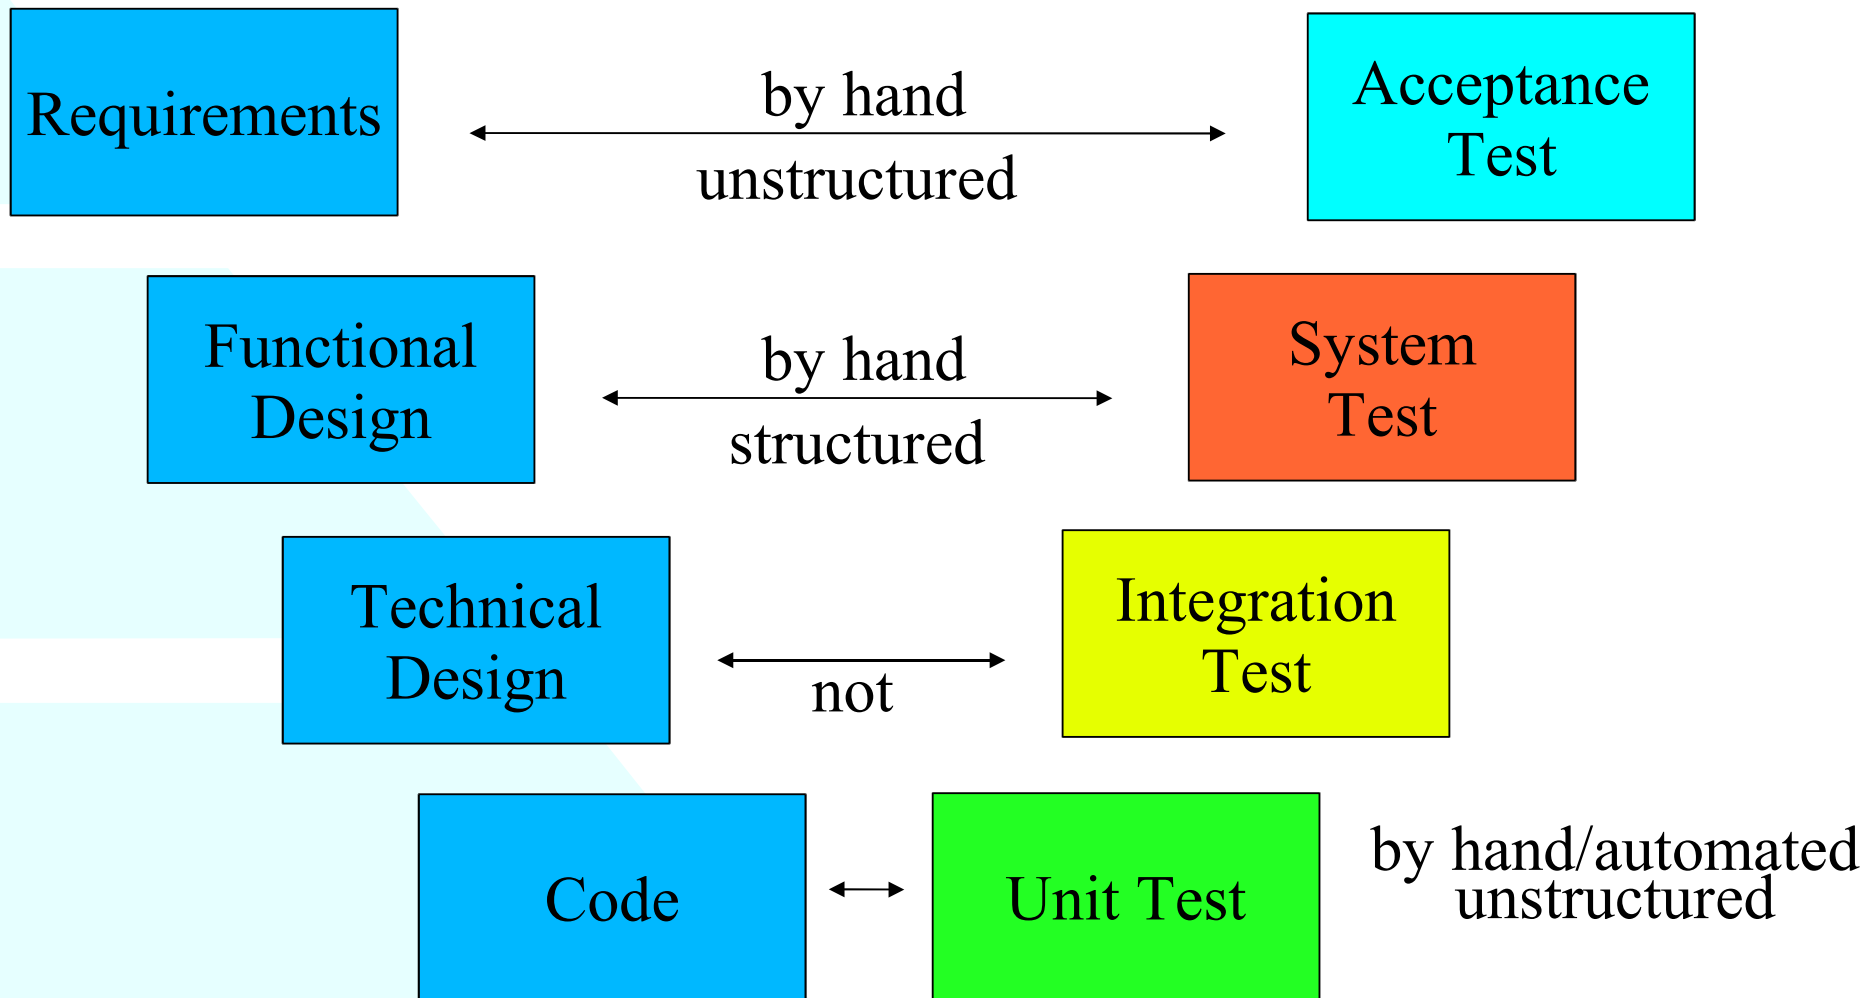 Requirements
by hand
unstructured
Acceptance
Test
Functional
Design
by hand
structured
System
Test
Technical
Design
not
Integration
Test
Code
Unit Test
by hand/automated
unstructured